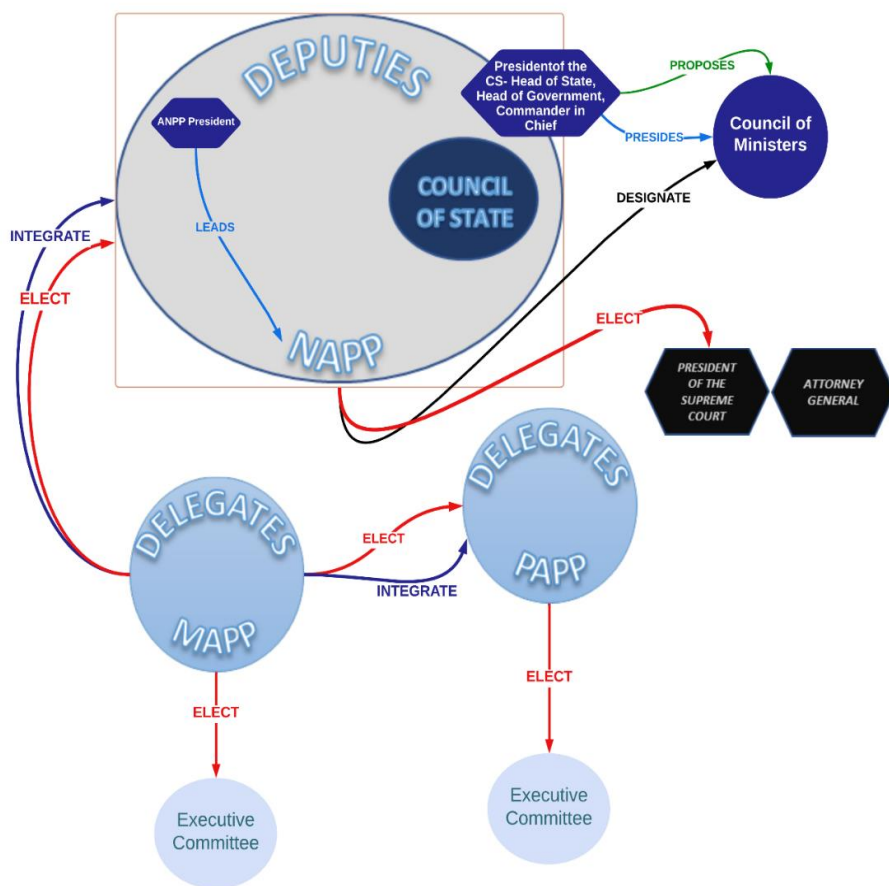 DEPUTIES
Presidentof the
CS- Head of State,
Head of Government,
Commander in
Chief
PROPOSES
PRESIDES
Council of
Ministers
ANPP President
LEADS
COUNCIL
OF STATE
DESIGNATE
INTEGRATE
ELECT
NAPP
ELECT
PRESIDENT
OF THE
SUPREME
COURT
ATTORNEY
GENERAL
DELEGATES
MAPP
ELECT
INTEGRATE
DELEGATES
PAPP
ELECT
ELECT
Executive
Committee
Executive
Committee